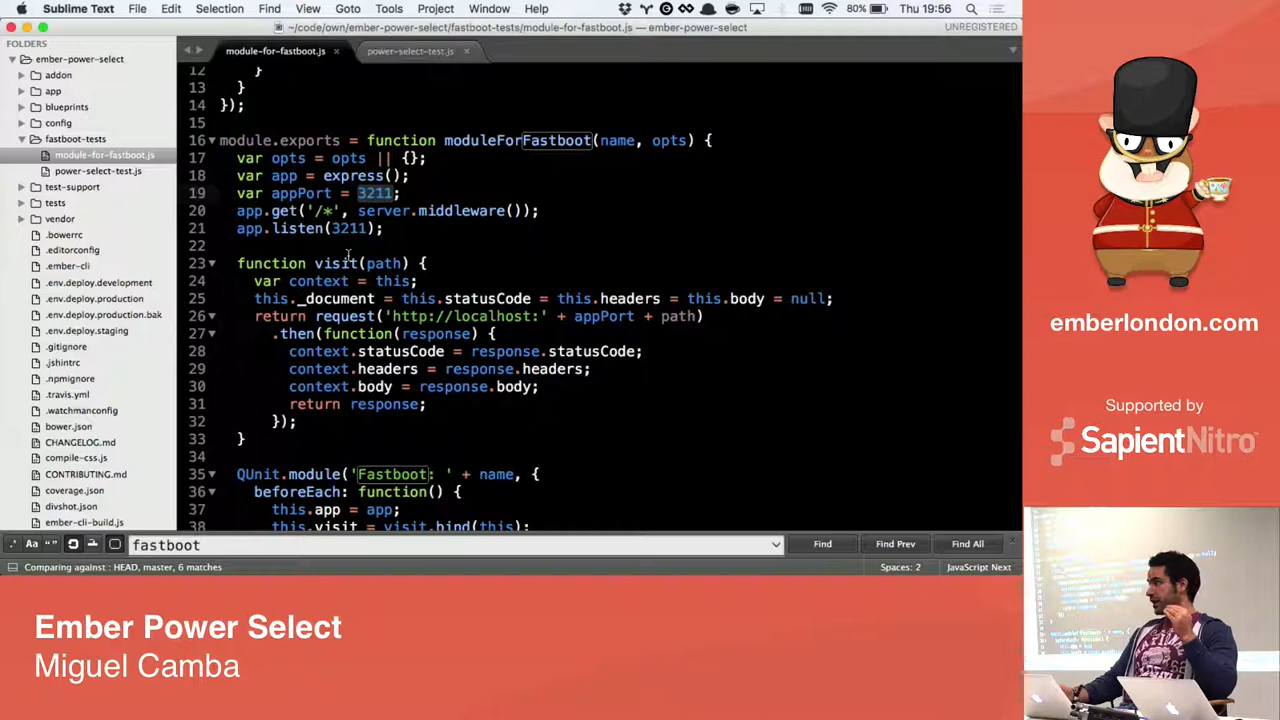 Sublime Text File Edit Selection Find View Goto Tools Project Window Help 80% Thu 19:56
~/code/own/ember-power-select/fastboot-tests/module-for-fastboot.js — ember-power-select UNREGISTERED
FOLDERS
ember-power-select
addon
app
blueprints
config
fastboot-tests
module-for-fastboot.js
power-select-test.js
test-support
tests
vendor
.bowerrc
.editorconfig
.ember-cli
.env.deploy.development
.env.deploy.production
.env.deploy.production.bak
.env.deploy.staging
.gitignore
.jshintrc
.npmignore
.travis.yml
.watchmanconfig
bower.json
CHANGELOG.md
compile-css.js
CONTRIBUTING.md
coverage.json
divshot.json
ember-cli-build.js
module-for-fastboot.js × power-select-test.js ×
12 }
13 }
14 });
15
16 module.exports = function moduleForFastboot(name, opts) {
17 var opts = opts || {};
18 var app = express();
19 var appPort = 3211;
20 app.get('/*', server.middleware());
21 app.listen(3211);
22
23 function visit(path) {
24 var context = this;
25 this._document = this.statusCode = this.headers = this.body = null;
26 return request('http://localhost:' + appPort + path)
27 .then(function(response) {
28 context.statusCode = response.statusCode;
29 context.headers = response.headers;
30 context.body = response.body;
31 return response;
32 });
33 }
34
35 QUnit.module('Fastboot: ' + name, {
36 beforeEach: function() {
37 this.app = app;
38 this.visit = visit.bind(this);
.* Aa “ ” fastboot Find Find Prev Find All
Comparing against : HEAD, master, 6 matches Spaces: 2 JavaScript Next
emberlondon.com
Supported by
SapientNitro
Ember Power Select
Miguel Camba